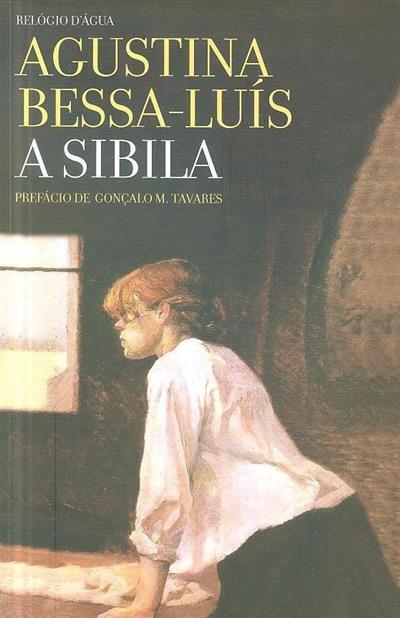 RELÓGIO D'ÁGUA
AGUSTINA
BESSA-LUÍS
A SIBILA
PREFÁCIO DE GONÇALO M. TAVARES